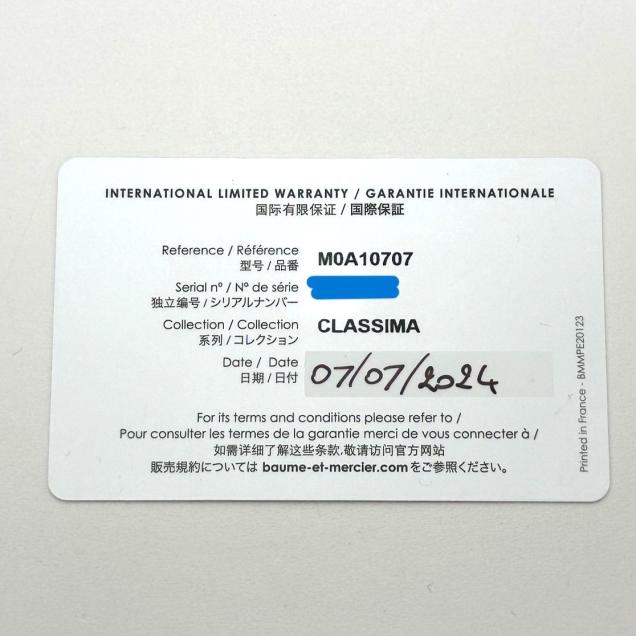 INTERNATIONAL LIMITED WARRANTY / GARANTIE INTERNATIONALE
国际有限保证 / 国際保証
Reference / Référence
型号 / 品番
M0A10707
Serial nº / Nº de série
独立编号 / シリアルナンバー
Collection / Collection
系列 / コレクション
CLASSIMA
Date / Date
日期 / 日付
07/07/2024
For its terms and conditions please refer to /
Pour consulter les termes de la garantie merci de vous connecter à /
如需详细了解这些条款,敬请访问官方网站
販売規約については baume-et-mercier.com をご参照ください。
Printed in France - BMMPE20123